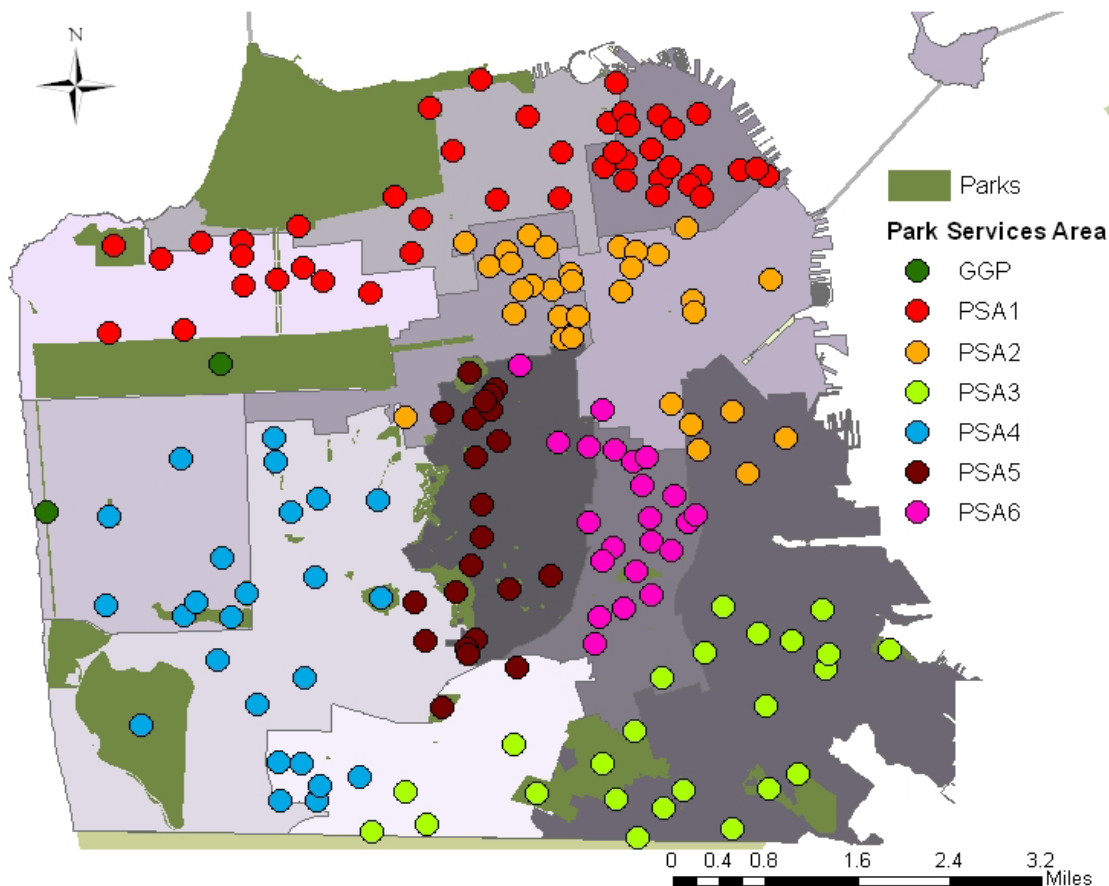 N
Parks
Park Services Area
GGP
PSA1
PSA2
PSA3
PSA4
PSA5
PSA6
0 0.4 0.8 1.6 2.4 3.2
Miles